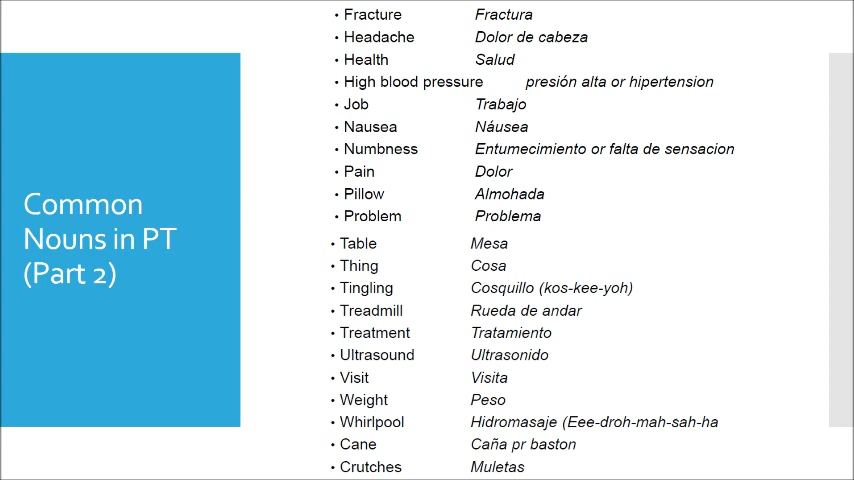 Common
Nouns in PT
(Part 2)
• Fracture Fractura
• Headache Dolor de cabeza
• Health Salud
• High blood pressure presión alta or hipertension
• Job Trabajo
• Nausea Náusea
• Numbness Entumecimiento or falta de sensacion
• Pain Dolor
• Pillow Almohada
• Problem Problema
• Table Mesa
• Thing Cosa
• Tingling Cosquillo (kos-kee-yoh)
• Treadmill Rueda de andar
• Treatment Tratamiento
• Ultrasound Ultrasonido
• Visit Visita
• Weight Peso
• Whirlpool Hidromasaje (Eee-droh-mah-sah-ha
• Cane Caña pr baston
• Crutches Muletas